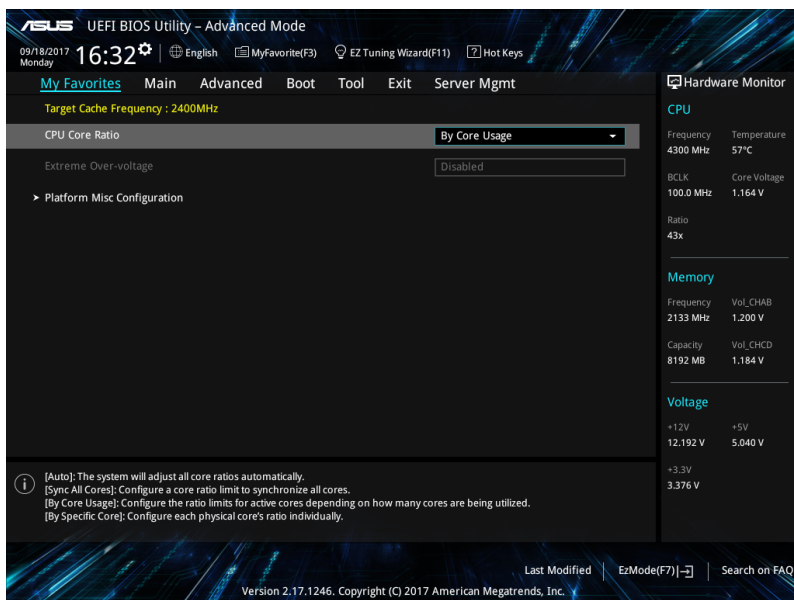 ASUS UEFI BIOS Utility – Advanced Mode
09/18/2017
Monday
16:32
English
MyFavorite(F3)
EZ Tuning Wizard(F11)
? Hot Keys
My Favorites Main Advanced Boot Tool Exit Server Mgmt
Target Cache Frequency : 2400MHz
CPU Core Ratio By Core Usage
Extreme Over-voltage Disabled
➤ Platform Misc Configuration
[Auto]: The system will adjust all core ratios automatically.
[Sync All Cores]: Configure a core ratio limit to synchronize all cores.
[By Core Usage]: Configure the ratio limits for active cores depending on how many cores are being utilized.
[By Specific Core]: Configure each physical core's ratio individually.
Hardware Monitor
CPU
Frequency Temperature
4300 MHz 57°C
BCLK Core Voltage
100.0 MHz 1.164 V
Ratio
43x
Memory
Frequency Vol_CHAB
2133 MHz 1.200 V
Capacity Vol_CHCD
8192 MB 1.184 V
Voltage
+12V +5V
12.192 V 5.040 V
+3.3V
3.376 V
Last Modified EzMode(F7) Search on FAQ
Version 2.17.1246. Copyright (C) 2017 American Megatrends, Inc.